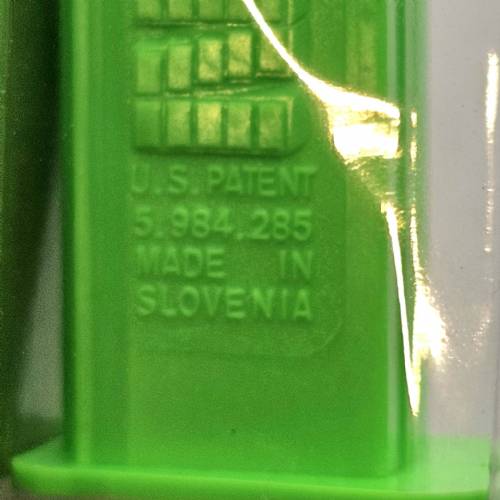 U.S. PATENT
5,984,285
MADE IN
SLOVENIA